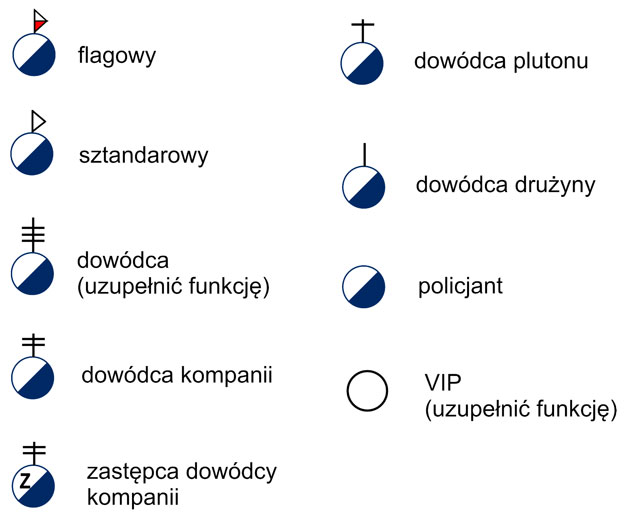 flagowy
sztandarowy
dowódca
(uzupełnić funkcję)
dowódca kompanii
Z
zastępca dowódcy
kompanii
dowódca plutonu
dowódca drużyny
policjant
VIP
(uzupełnić funkcję)